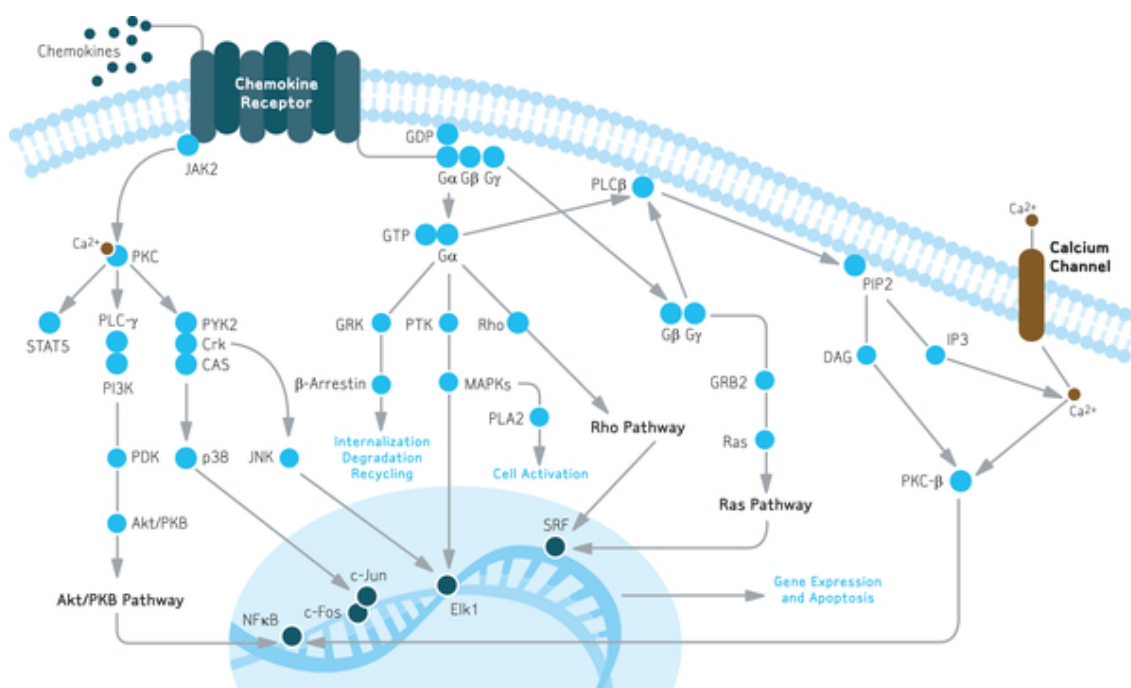 Chemokines
Chemokine
Receptor
GDP
JAK2
Gα Gβ Gγ
PLCβ
Ca2+
Calcium
Channel
GTP
Gα
Ca2+
PKC
PIP2
PLC-γ
PYK2
GRK
PTK
Rho
Gβ Gγ
STAT5
Crk
IP3
CAS
DAG
PI3K
β-Arrestin
MAPKs
GRB2
PLA2
Ca2+
Rho Pathway
Internalization
Degradation
Recycling
Ras
PDK
p38
JNK
Cell Activation
PKC-β
Ras Pathway
Akt/PKB
SRF
c-Jun
Gene Expression
and Apoptosis
Akt/PKB Pathway
c-Fos
Elk1
NFκB